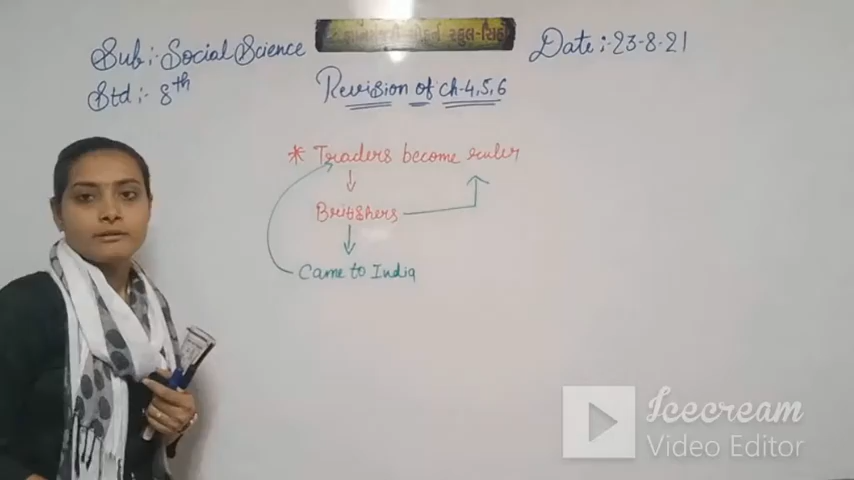 Sub:- Social Science
Std:- 8th
Date:-23-8-21
Revision of ch-4,5,6
* Traders become ruler
Britishers
Came to India
Icecream
Video Editor